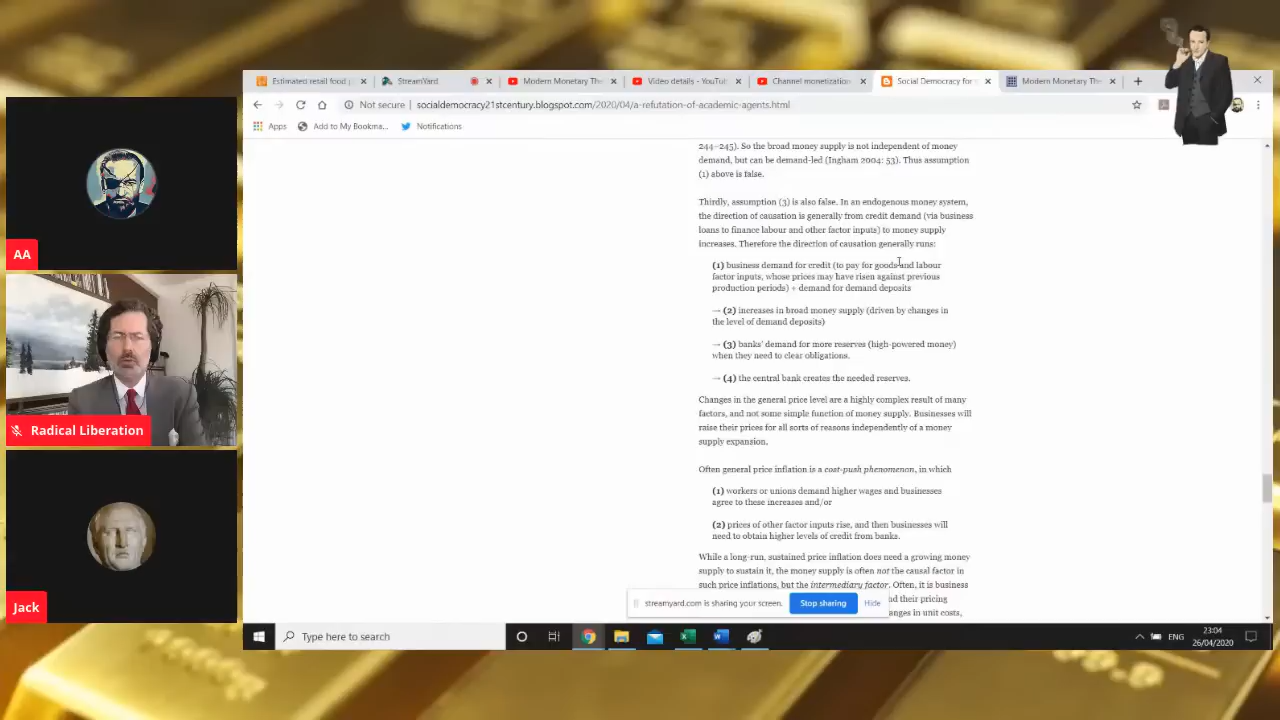 Estimated retail food p
StreamYard
Modern Monetary The
Video details - YouTub
Channel monetization
Social Democracy for t
Modern Monetary The
Not secure
socialdemocracy21stcentury.blogspot.com/2020/04/a-refutation-of-academic-agents.html
Apps
Add to My Bookma...
Notifications
244–245). So the broad money supply is not independent of money
demand, but can be demand-led (Ingham 2004: 53). Thus assumption
(1) above is false.
Thirdly, assumption (3) is also false. In an endogenous money system,
the direction of causation is generally from credit demand (via business
loans to finance labour and other factor inputs) to money supply
increases. Therefore the direction of causation generally runs:
(1) business demand for credit (to pay for goods and labour
factor inputs, whose prices may have risen against previous
production periods) + demand for demand deposits
→ (2) increases in broad money supply (driven by changes in
the level of demand deposits)
→ (3) banks' demand for more reserves (high-powered money)
when they need to clear obligations.
→ (4) the central bank creates the needed reserves.
Changes in the general price level are a highly complex result of many
factors, and not some simple function of money supply. Businesses will
raise their prices for all sorts of reasons independently of a money
supply expansion.
Often general price inflation is a cost-push phenomenon, in which
(1) workers or unions demand higher wages and businesses
agree to these increases and/or
(2) prices of other factor inputs rise, and then businesses will
need to obtain higher levels of credit from banks.
While a long-run, sustained price inflation does need a growing money
supply to sustain it, the money supply is often not the causal factor in
such price inflations, but the intermediary factor. Often, it is business
nd their pricing
anges in unit costs,
streamyard.com is sharing your screen.
Stop sharing
Hide
AA
Radical Liberation
Jack
Type here to search
ENG
23:04
26/04/2020